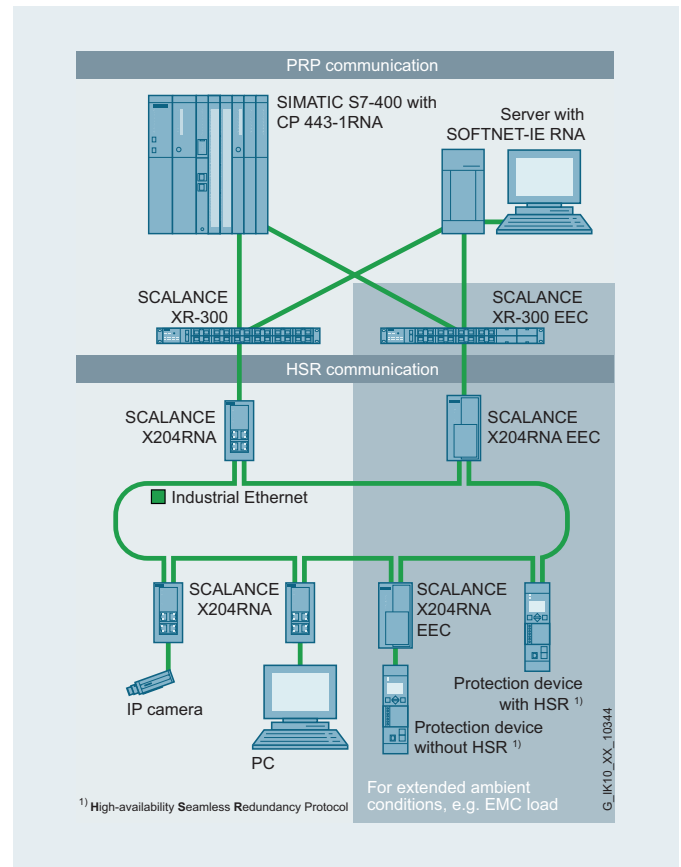 PRP communication
SIMATIC S7-400 with
CP 443-1RNA
Server with
SOFTNET-IE RNA
SCALANCE
XR-300
SCALANCE
XR-300 EEC
HSR communication
SCALANCE
X204RNA
SCALANCE
X204RNA EEC
Industrial Ethernet
SCALANCE
X204RNA
SCALANCE
X204RNA
EEC
IP camera
PC
Protection device
without HSR 1)
Protection device
with HSR 1)
For extended ambient
conditions, e.g. EMC load
1) High-availability Seamless Redundancy Protocol
G_IK10_XX_10344